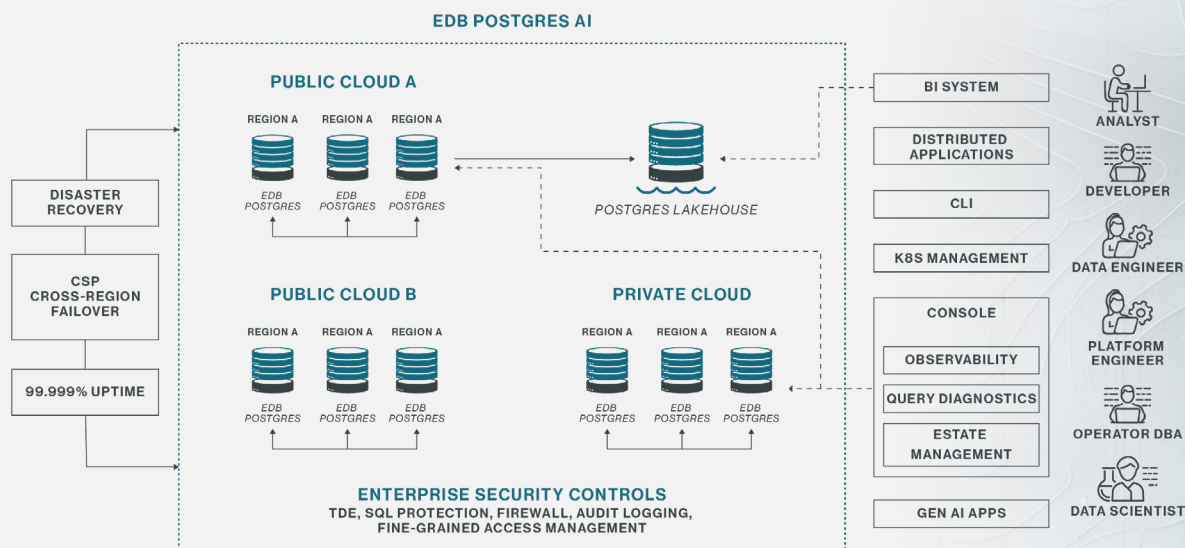 EDB POSTGRES AI
DISASTER
RECOVERY
CSP
CROSS-REGION
FAILOVER
99.999% UPTIME
PUBLIC CLOUD A
REGION A REGION A REGION A
EDB
POSTGRES
EDB
POSTGRES
EDB
POSTGRES
POSTGRES LAKEHOUSE
PUBLIC CLOUD B
REGION A REGION A REGION A
EDB
POSTGRES
EDB
POSTGRES
EDB
POSTGRES
PRIVATE CLOUD
REGION A REGION A REGION A
EDB
POSTGRES
EDB
POSTGRES
EDB
POSTGRES
ENTERPRISE SECURITY CONTROLS
TDE, SQL PROTECTION, FIREWALL, AUDIT LOGGING,
FINE-GRAINED ACCESS MANAGEMENT
BI SYSTEM
DISTRIBUTED
APPLICATIONS
CLI
K8S MANAGEMENT
CONSOLE
OBSERVABILITY
QUERY DIAGNOSTICS
ESTATE
MANAGEMENT
GEN AI APPS
ANALYST
DEVELOPER
DATA ENGINEER
PLATFORM
ENGINEER
OPERATOR DBA
DATA SCIENTIST